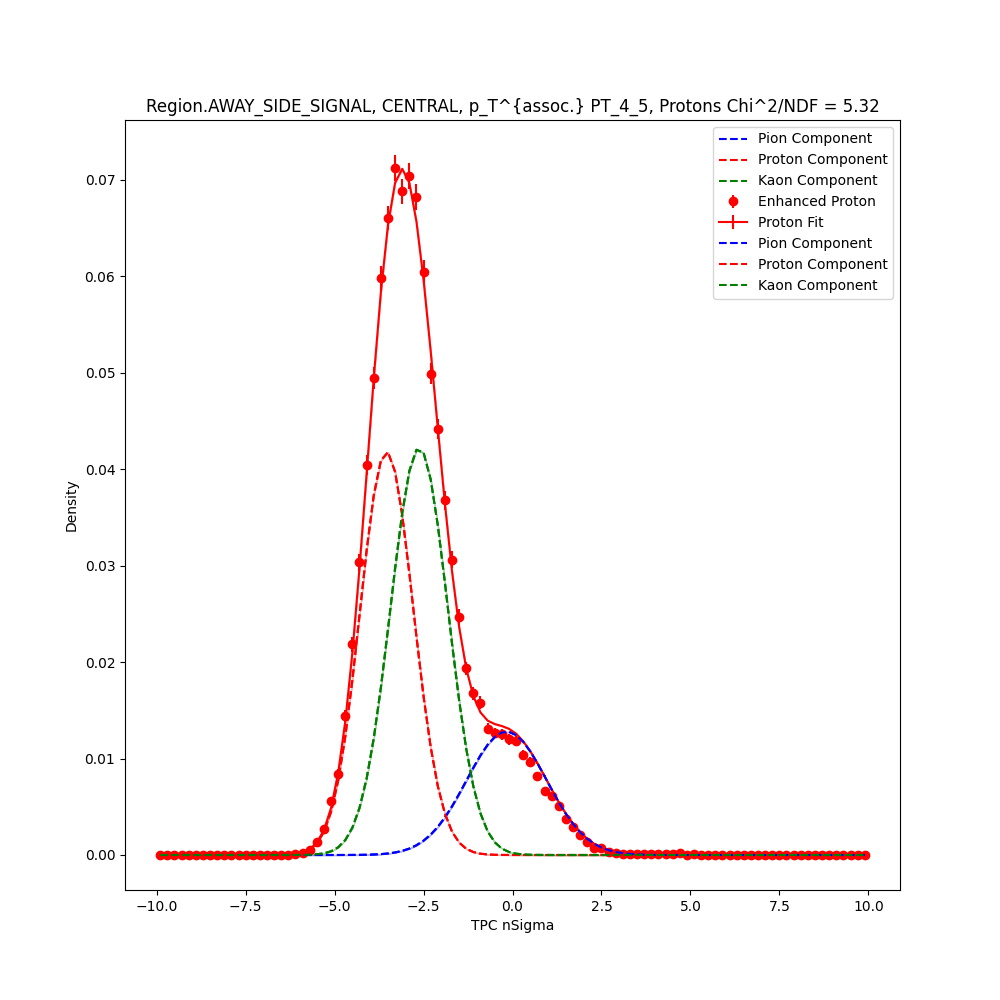 Region.AWAY_SIDE_SIGNAL, CENTRAL, p_T^{assoc.} PT_4_5, Protons Chi^2/NDF = 5.32
Pion Component
Proton Component
Kaon Component
Enhanced Proton
Proton Fit
Pion Component
Proton Component
Kaon Component
0.07
0.06
0.05
0.04
0.03
0.02
0.01
0.00
Density
−10.0 −7.5 −5.0 −2.5 0.0 2.5 5.0 7.5 10.0
TPC nSigma